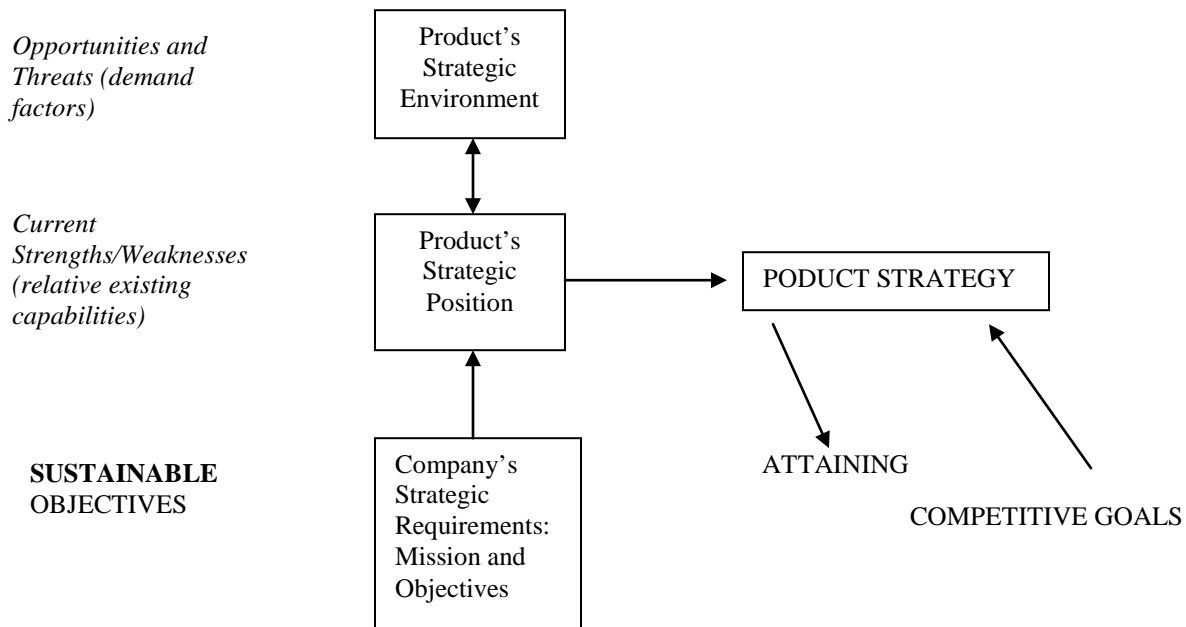 Opportunities and
Threats (demand
factors)
Product’s
Strategic
Environment
Current
Strengths/Weaknesses
(relative existing
capabilities)
Product’s
Strategic
Position
PODUCT STRATEGY
SUSTAINABLE
OBJECTIVES
Company’s
Strategic
Requirements:
Mission and
Objectives
ATTAINING
COMPETITIVE GOALS